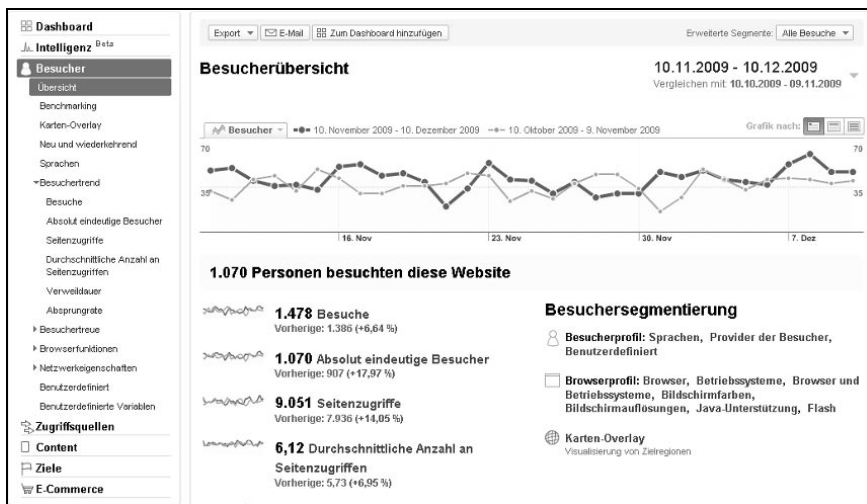 Dashboard
Intelligenz Beta
Besucher
Übersicht
Benchmarking
Karten-Overlay
Neu und wiederkehrend
Sprachen
Besuchertrend
Besuche
Absolut eindeutige Besucher
Seitenzugriffe
Durchschnittliche Anzahl an
Seitenzugriffen
Verweildauer
Absprungrate
Besuchertreue
Browserfunktionen
Netzwerkeigenschaften
Benutzerdefiniert
Benutzerdefinierte Variablen
Zugriffsquellen
Content
Ziele
E-Commerce
Export E-Mail Zum Dashboard hinzufügen Erweiterte Segmente: Alle Besuche
Besucherübersicht
10.11.2009 - 10.12.2009
Vergleichen mit: 10.10.2009 - 09.11.2009
Besucher 10. November 2009 - 10. Dezember 2009 10. Oktober 2009 - 9. November 2009 Grafik nach:
70 70
35 35
16. Nov 23. Nov 30. Nov 7. Dez
1.070 Personen besuchten diese Website
1.478 Besuche
Vorherige: 1.386 (+6,64 %)
1.070 Absolut eindeutige Besucher
Vorherige: 907 (+17,97 %)
9.051 Seitenzugriffe
Vorherige: 7.936 (+14,05 %)
6,12 Durchschnittliche Anzahl an
Seitenzugriffen
Vorherige: 5,73 (+6,95 %)
Besuchersegmentierung
Besucherprofil: Sprachen, Provider der Besucher,
Benutzerdefiniert
Browserprofil: Browser, Betriebssysteme, Browser und
Betriebssysteme, Bildschirmfarben,
Bildschirmauflösungen, Java-Unterstützung, Flash
Karten-Overlay
Visualisierung von Zielregionen